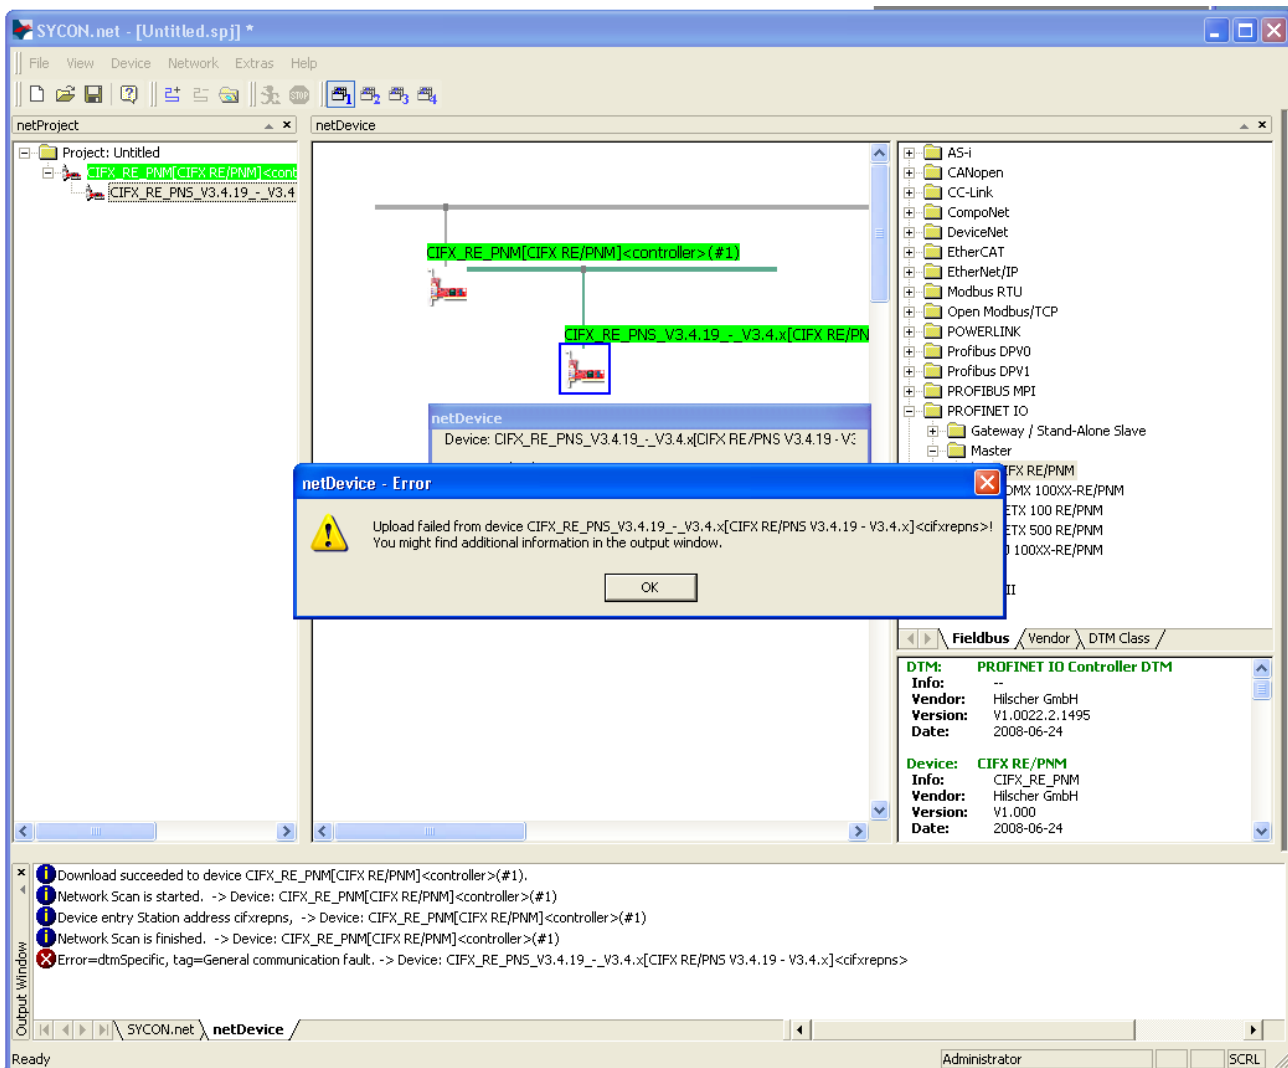 SYCON.net - [Untitled.spj] *
File View Device Network Extras Help
netProject
netDevice
Project: Untitled
CIFX_RE_PNM[CIFX RE/PNM]<cont
CIFX_RE_PNS_V3.4.19_-_V3.4
CIFX_RE_PNM[CIFX RE/PNM]<controller>(#1)
CIFX_RE_PNS_V3.4.19_-_V3.4.x[CIFX RE/PN
netDevice
Device: CIFX_RE_PNS_V3.4.19_-_V3.4.x[CIFX RE/PNS V3.4.19 - V3
netDevice - Error
Upload failed from device CIFX_RE_PNS_V3.4.19_-_V3.4.x[CIFX RE/PNS V3.4.19 - V3.4.x]<cifxrepns>!
You might find additional information in the output window.
OK
AS-i
CANopen
CC-Link
CompoNet
DeviceNet
EtherCAT
EtherNet/IP
Modbus RTU
Open Modbus/TCP
POWERLINK
Profibus DPV0
Profibus DPV1
PROFIBUS MPI
PROFINET IO
Gateway / Stand-Alone Slave
Master
FX RE/PNM
OMX 100XX-RE/PNM
ETX 100 RE/PNM
ETX 500 RE/PNM
100XX-RE/PNM
II
Fieldbus Vendor DTM Class
DTM: PROFINET IO Controller DTM
Info: --
Vendor: Hilscher GmbH
Version: V1.0022.2.1495
Date: 2008-06-24
Device: CIFX RE/PNM
Info: CIFX_RE_PNM
Vendor: Hilscher GmbH
Version: V1.000
Date: 2008-06-24
Output Window
Download succeeded to device CIFX_RE_PNM[CIFX RE/PNM]<controller>(#1).
Network Scan is started. -> Device: CIFX_RE_PNM[CIFX RE/PNM]<controller>(#1)
Device entry Station address cifxrepns, -> Device: CIFX_RE_PNM[CIFX RE/PNM]<controller>(#1)
Network Scan is finished. -> Device: CIFX_RE_PNM[CIFX RE/PNM]<controller>(#1)
Error=dtmSpecific, tag=General communication fault. -> Device: CIFX_RE_PNS_V3.4.19_-_V3.4.x[CIFX RE/PNS V3.4.19 - V3.4.x]<cifxrepns>
SYCON.net netDevice
Ready
Administrator
SCRL